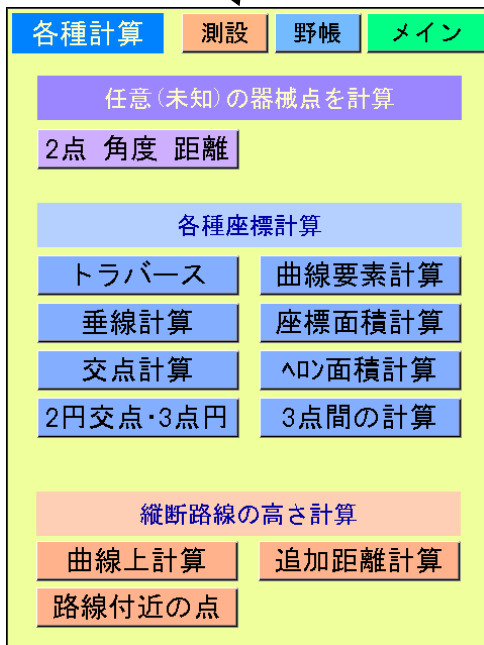 各種計算 測設 野帳 メイン
任意(未知)の器械点を計算
2点 角度 距離
各種座標計算
トラバース 曲線要素計算
垂線計算 座標面積計算
交点計算 ヘロン面積計算
2円交点・3点円 3点間の計算
縦断路線の高さ計算
曲線上計算 追加距離計算
路線付近の点